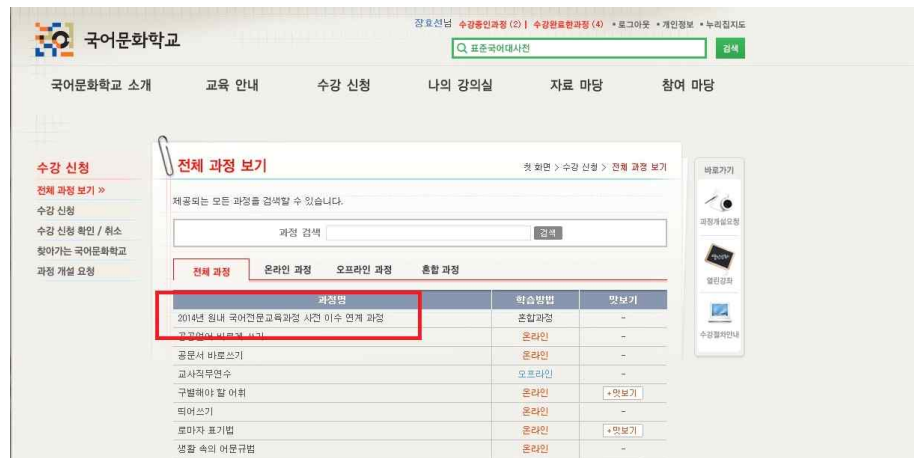 국어문화학교
장호선님 수강중인과정 (2) | 수강완료한과정 (4) • 로그아웃 • 개인정보 • 누리집지도
표준국어대사전 검색
국어문화학교 소개 교육 안내 수강 신청 나의 강의실 자료 마당 참여 마당
수강 신청
전체 과정 보기 »
수강 신청
수강 신청 확인 / 취소
찾아가는 국어문화학교
과정 개설 요청
전체 과정 보기
첫 화면 > 수강 신청 > 전체 과정 보기
제공되는 모든 과정을 검색할 수 있습니다.
과정 검색 검색
전체 과정 온라인 과정 오프라인 과정 혼합 과정
과정명 학습방법 맛보기
2014년 원내 국어전문교육과정 사전 이수 연계 과정 혼합과정 -
공공언어 바르게 쓰기 온라인 -
공문서 바로쓰기 온라인 -
교사직무연수 오프라인 -
구별해야 할 어휘 온라인 +맛보기
띄어쓰기 온라인 -
로마자 표기법 온라인 +맛보기
생활 속의 어문규범 온라인 -
바로가기
과정개설요청
열린강좌
수강절차안내